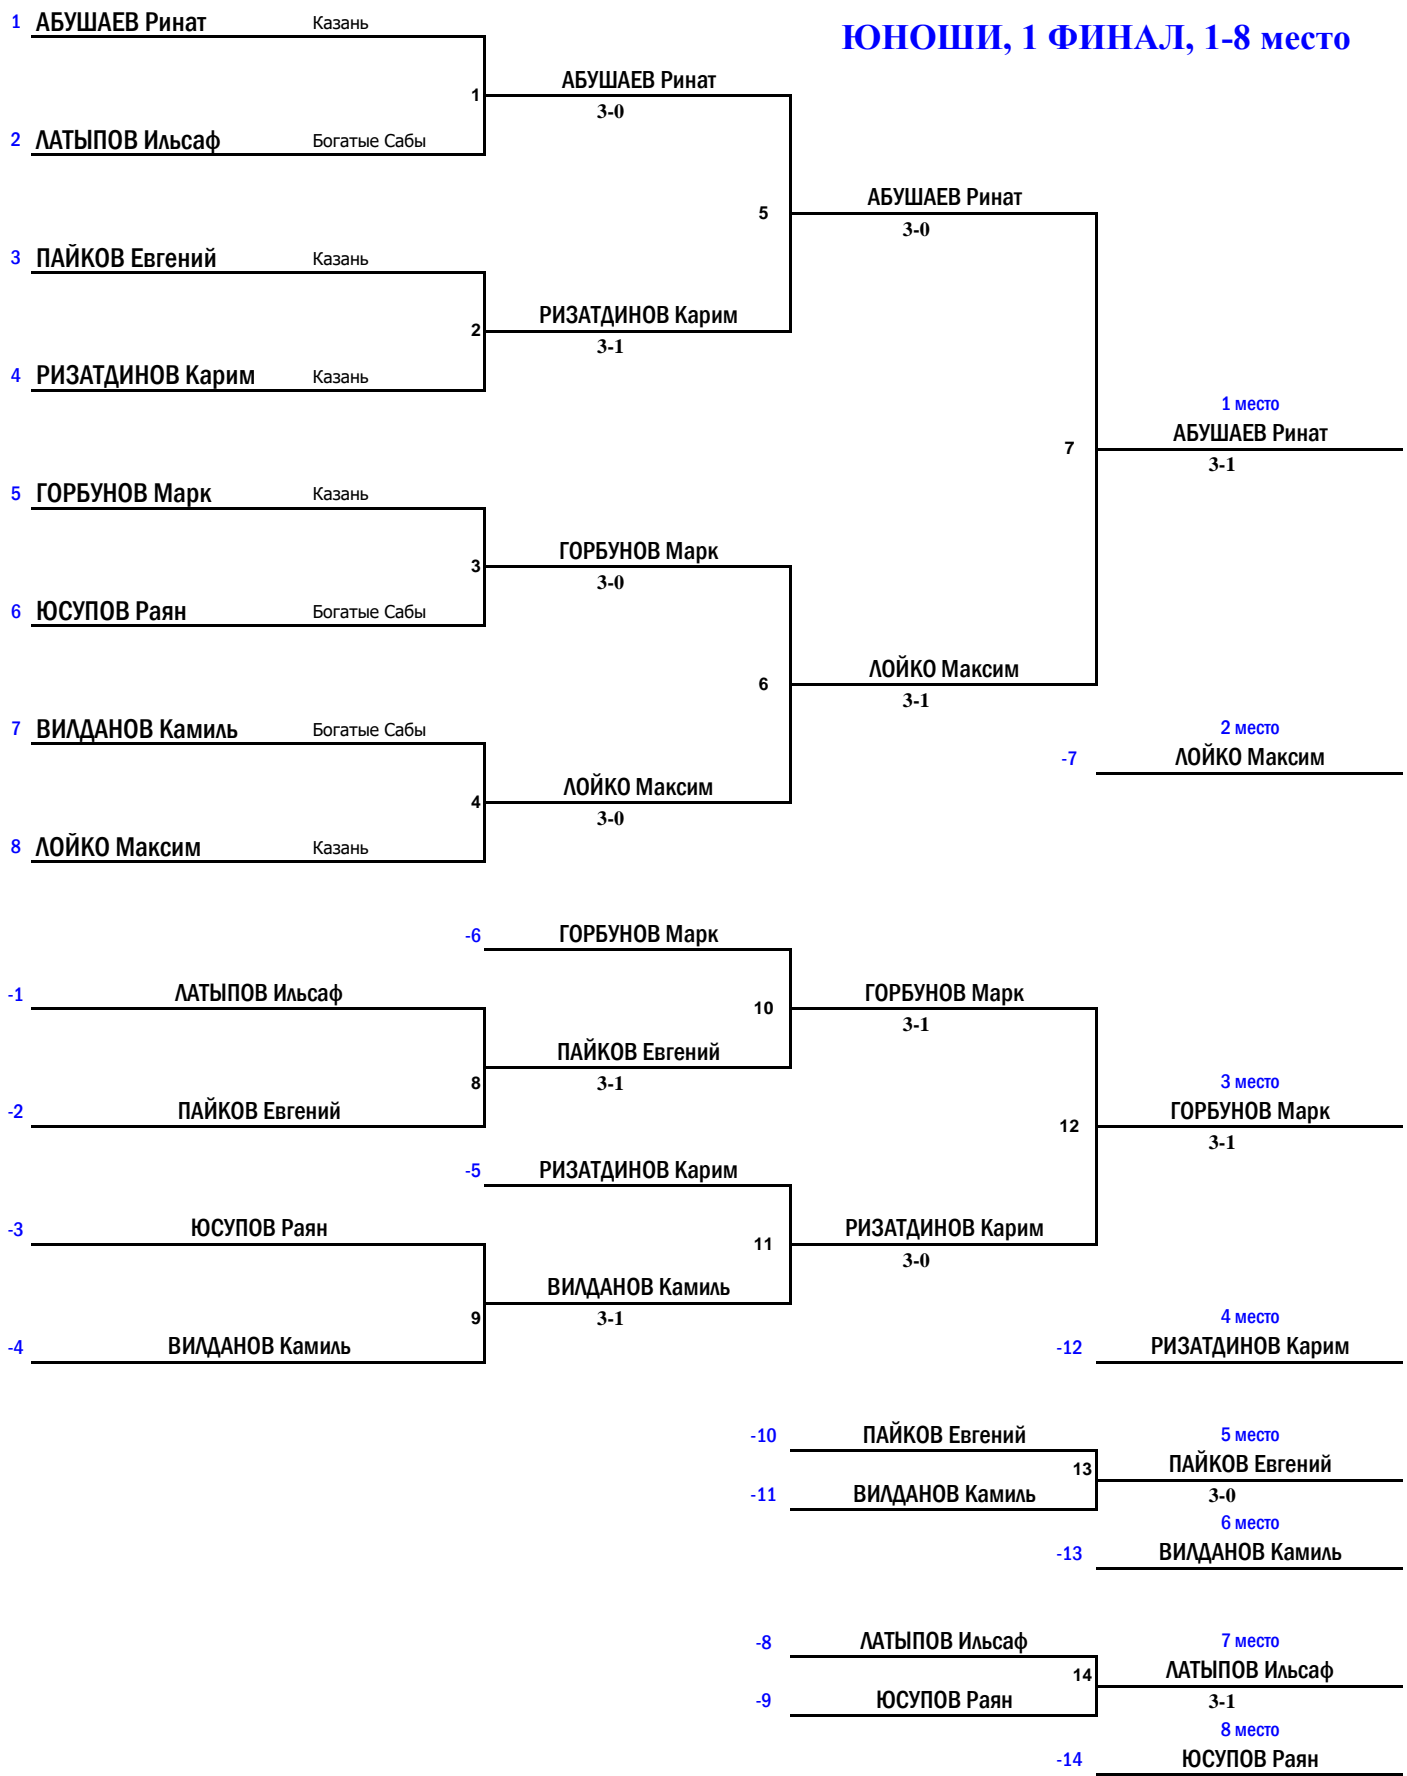 1 АБУШАЕВ Ринат Казань
ЮНОШИ, 1 ФИНАЛ, 1-8 место
АБУШАЕВ Ринат
1
3-0
2 ЛАТЫПОВ Ильсаф Богатые Сабы
АБУШАЕВ Ринат
5
3-0
3 ПАЙКОВ Евгений Казань
РИЗАТДИНОВ Карим
2
3-1
4 РИЗАТДИНОВ Карим Казань
1 место
АБУШАЕВ Ринат
7
3-1
5 ГОРБУНОВ Марк Казань
ГОРБУНОВ Марк
3
3-0
6 ЮСУПОВ Раян Богатые Сабы
ЛОЙКО Максим
6
3-1
7 ВИЛДАНОВ Камиль Богатые Сабы
2 место
-7 ЛОЙКО Максим
ЛОЙКО Максим
4
3-0
8 ЛОЙКО Максим Казань
-6 ГОРБУНОВ Марк
-1 ЛАТЫПОВ Ильсаф
ГОРБУНОВ Марк
10
3-1
ПАЙКОВ Евгений
8
3-1
3 место
-2 ПАЙКОВ Евгений
ГОРБУНОВ Марк
12
3-1
-5 РИЗАТДИНОВ Карим
-3 ЮСУПОВ Раян
РИЗАТДИНОВ Карим
11
3-0
ВИЛДАНОВ Камиль
9
3-1
4 место
-4 ВИЛДАНОВ Камиль
-12 РИЗАТДИНОВ Карим
-10 ПАЙКОВ Евгений
5 место
13
ПАЙКОВ Евгений
-11 ВИЛДАНОВ Камиль
3-0
6 место
-13 ВИЛДАНОВ Камиль
-8 ЛАТЫПОВ Ильсаф
7 место
14
ЛАТЫПОВ Ильсаф
-9 ЮСУПОВ Раян
3-1
8 место
-14 ЮСУПОВ Раян